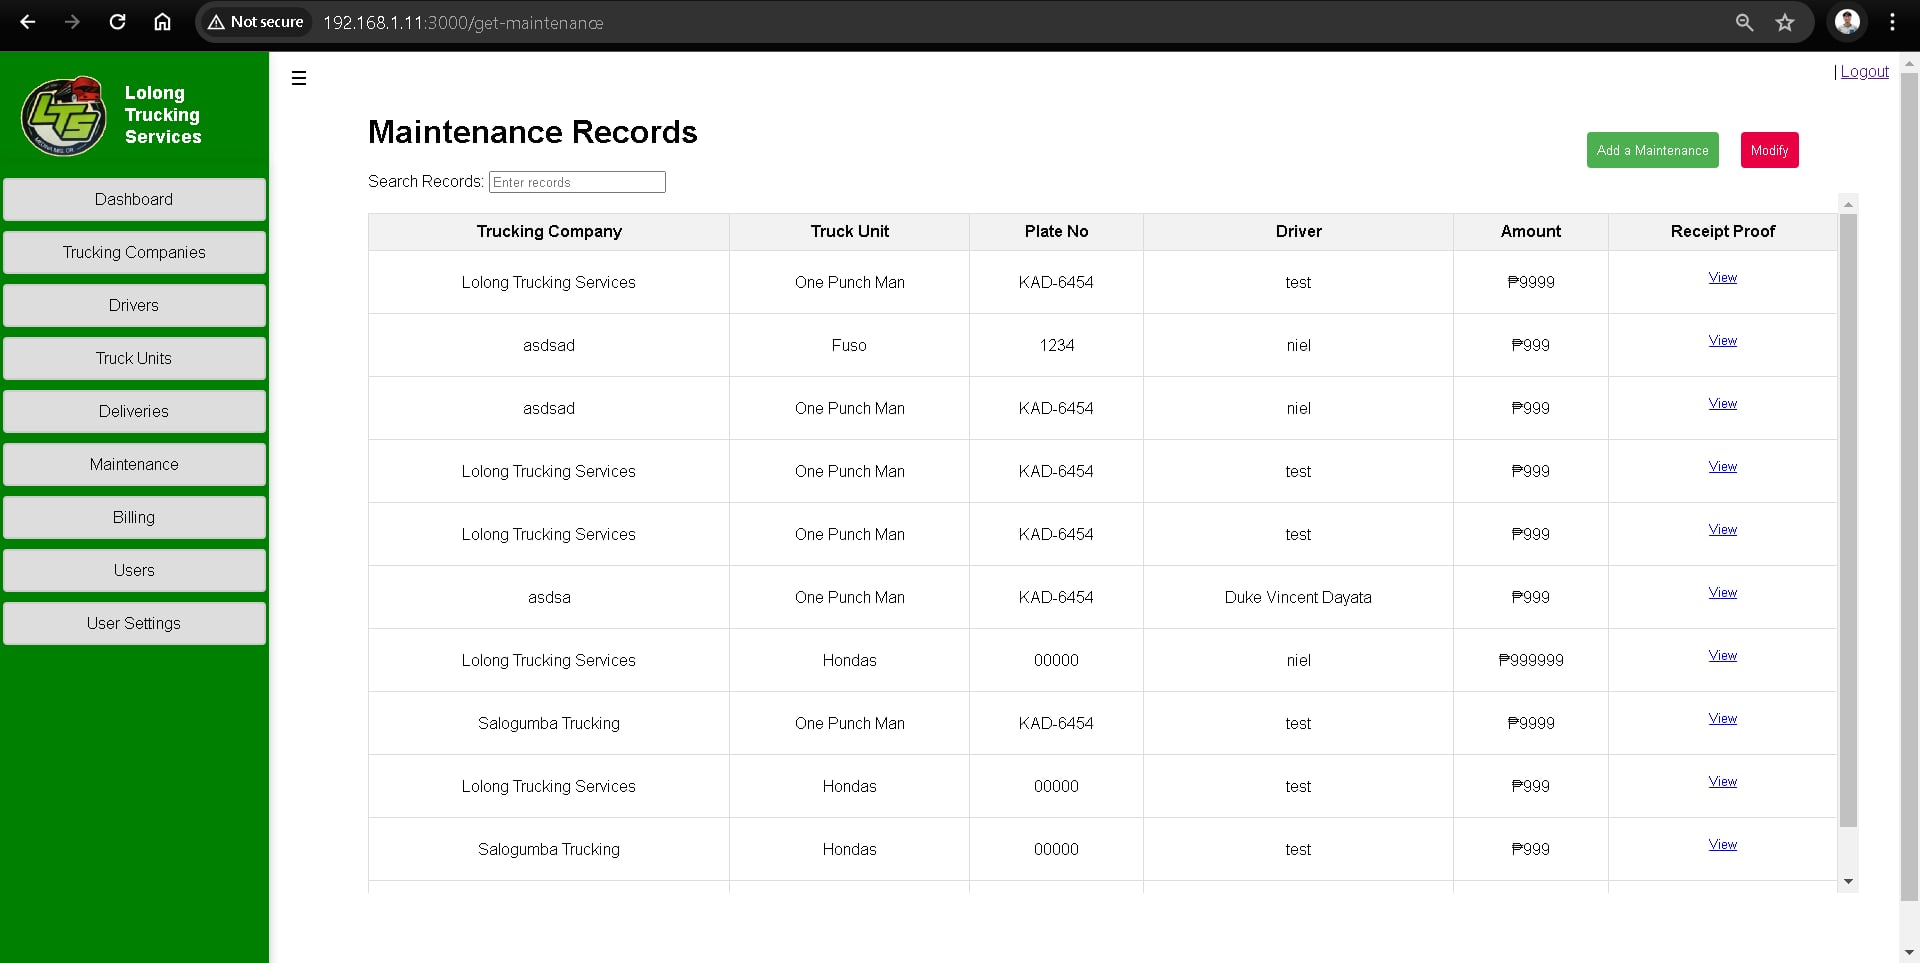 Not secure 192.168.1.11:3000/get-maintenance
| Logout
LTS
Lolong
Trucking
Services
Dashboard
Trucking Companies
Drivers
Truck Units
Deliveries
Maintenance
Billing
Users
User Settings
Maintenance Records
Add a Maintenance Modify
Search Records: Enter records
Trucking Company Truck Unit Plate No Driver Amount Receipt Proof
Lolong Trucking Services One Punch Man KAD-6454 test ₱9999 View
asdsad Fuso 1234 niel ₱999 View
asdsad One Punch Man KAD-6454 niel ₱999 View
Lolong Trucking Services One Punch Man KAD-6454 test ₱999 View
Lolong Trucking Services One Punch Man KAD-6454 test ₱999 View
asdsa One Punch Man KAD-6454 Duke Vincent Dayata ₱999 View
Lolong Trucking Services Hondas 00000 niel ₱999999 View
Salogumba Trucking One Punch Man KAD-6454 test ₱9999 View
Lolong Trucking Services Hondas 00000 test ₱999 View
Salogumba Trucking Hondas 00000 test ₱999 View